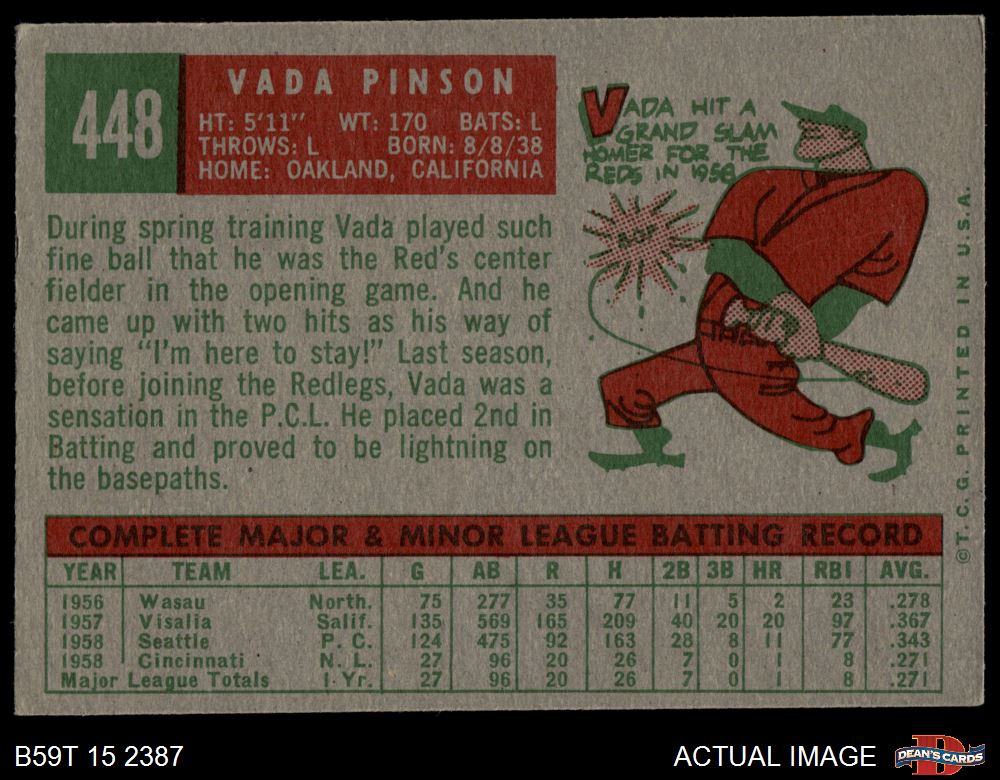 448
VADA PINSON
HT: 5'11" WT: 170 BATS: L
THROWS: L BORN: 8/8/38
HOME: OAKLAND, CALIFORNIA
During spring training Vada played such
fine ball that he was the Red's center
fielder in the opening game. And he
came up with two hits as his way of
saying "I'm here to stay!" Last season,
before joining the Redlegs, Vada was a
sensation in the P.C.L. He placed 2nd in
Batting and proved to be lightning on
the basepaths.
VADA HIT A
GRAND SLAM
HOMER FOR THE
REDS IN 1958
©T. C. G. PRINTED IN U.S.A.
COMPLETE MAJOR & MINOR LEAGUE BATTING RECORD
YEAR TEAM LEA. G AB R H 2B 3B HR RBI AVG.
1956 Wasau North. 75 277 35 77 11 5 2 23 .278
1957 Visalia Salif. 135 569 165 209 40 20 20 97 .367
1958 Seattle P. C. 124 475 92 163 28 8 11 77 .343
1958 Cincinnati N. L. 27 96 20 26 7 0 1 8 .271
Major League Totals 1 Yr. 27 96 20 26 7 0 1 8 .271
B59T 15 2387
ACTUAL IMAGE
DEAN'S CARDS